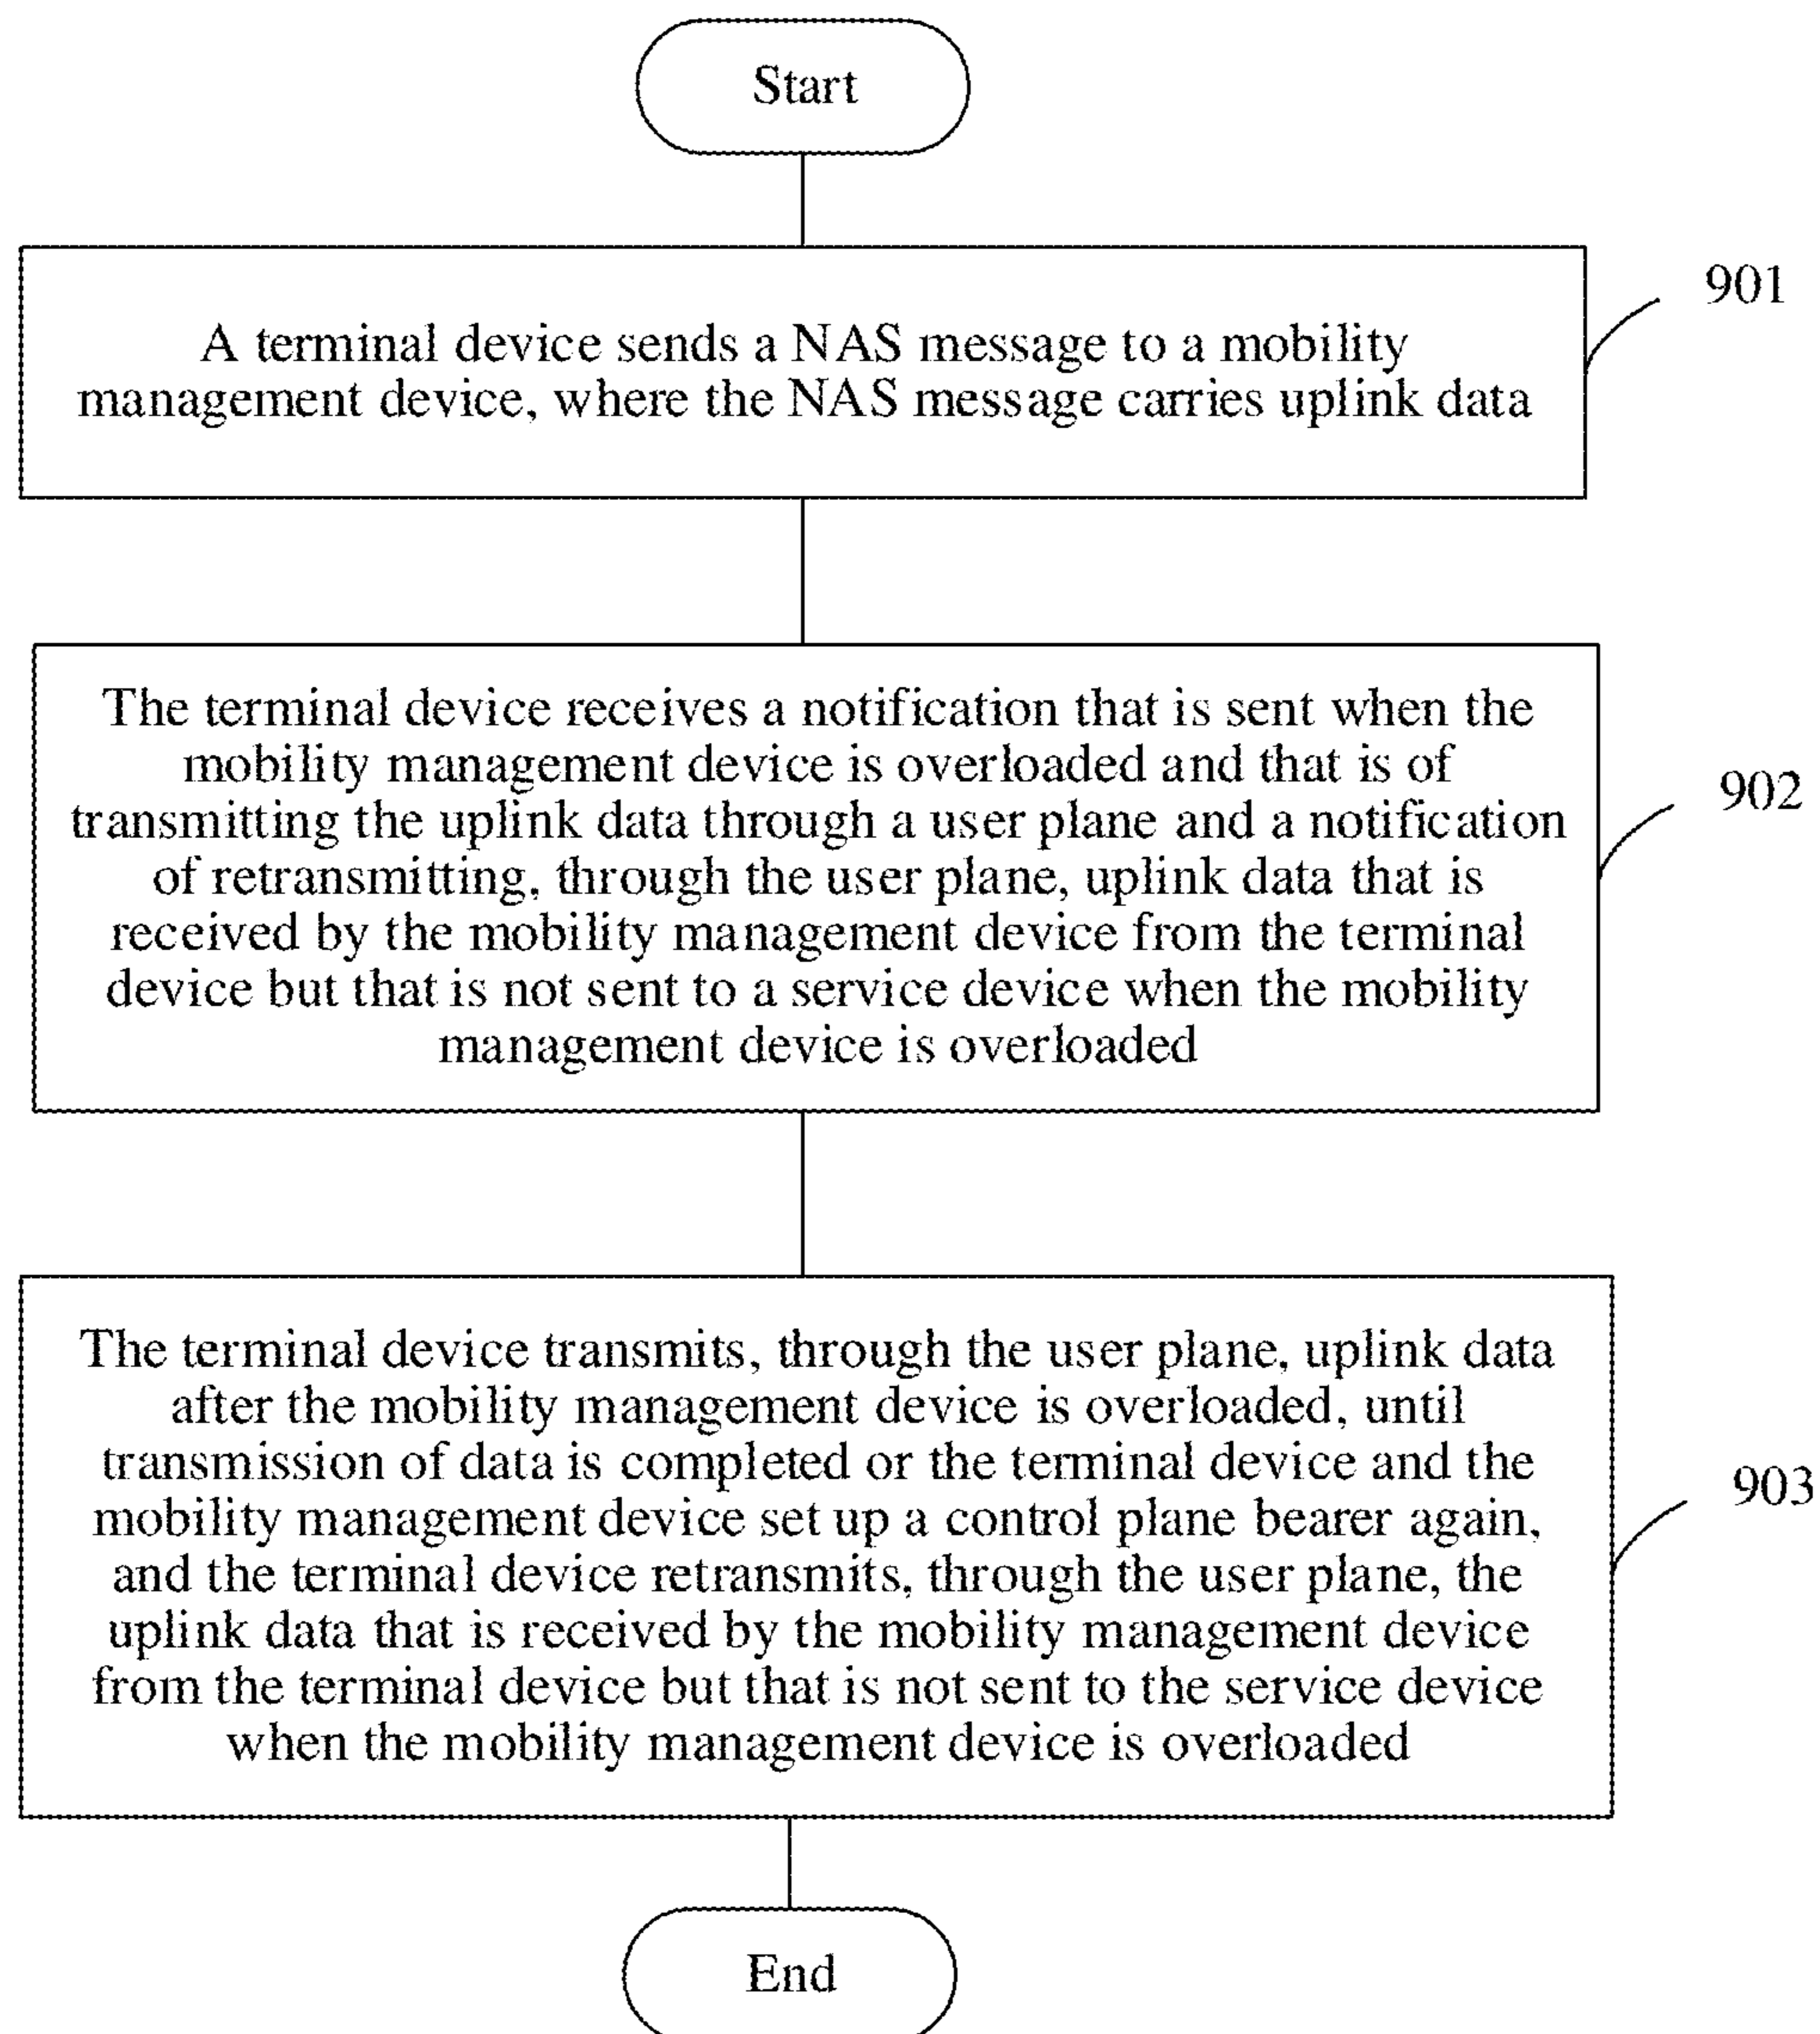 Start
A terminal device sends a NAS message to a mobility
management device, where the NAS message carries uplink data
901
The terminal device receives a notification that is sent when the
mobility management device is overloaded and that is of
transmitting the uplink data through a user plane and a notification
of retransmitting, through the user plane, uplink data that is
received by the mobility management device from the terminal
device but that is not sent to a service device when the mobility
management device is overloaded
902
The terminal device transmits, through the user plane, uplink data
after the mobility management device is overloaded, until
transmission of data is completed or the terminal device and the
mobility management device set up a control plane bearer again,
and the terminal device retransmits, through the user plane, the
uplink data that is received by the mobility management device
from the terminal device but that is not sent to the service device
when the mobility management device is overloaded
903
End